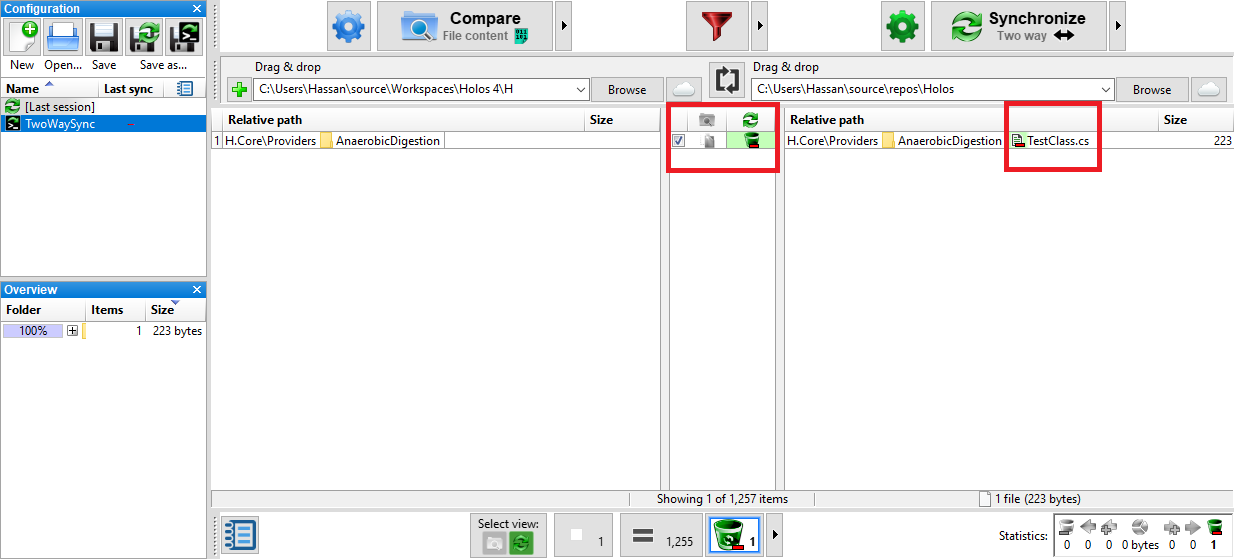 Configuration
New Open... Save Save as...
Name Last sync
[Last session]
TwoWaySync -
Overview
Folder Items Size
100% 1 223 bytes
Compare
File content
Synchronize
Two way
Drag & drop
C:\Users\Hassan\source\Workspaces\Holos 4\H Browse
Drag & drop
C:\Users\Hassan\source\repos\Holos Browse
Relative path Size
1 H.Core\Providers AnaerobicDigestion
Relative path Size
H.Core\Providers AnaerobicDigestion TestClass.cs 223
Showing 1 of 1,257 items
1 file (223 bytes)
Select view:
1
1,255
1
Statistics: 0 0 0 bytes 0 0 1